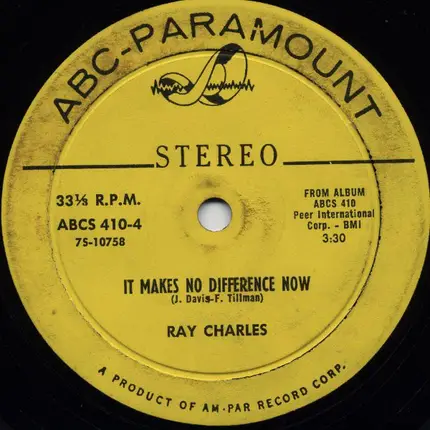 ABC-PARAMOUNT
STEREO
33⅓ R.P.M.
ABCS 410-4
7S-10758
FROM ALBUM
ABCS 410
Peer International
Corp. - BMI
3:30
IT MAKES NO DIFFERENCE NOW
(J. Davis-F. Tillman)
RAY CHARLES
A PRODUCT OF AM-PAR RECORD CORP.